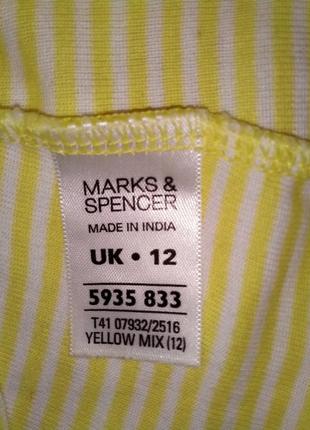 MARKS &
SPENCER
MADE IN INDIA
UK • 12
5935 833
T41 07932/2516
YELLOW MIX (12)